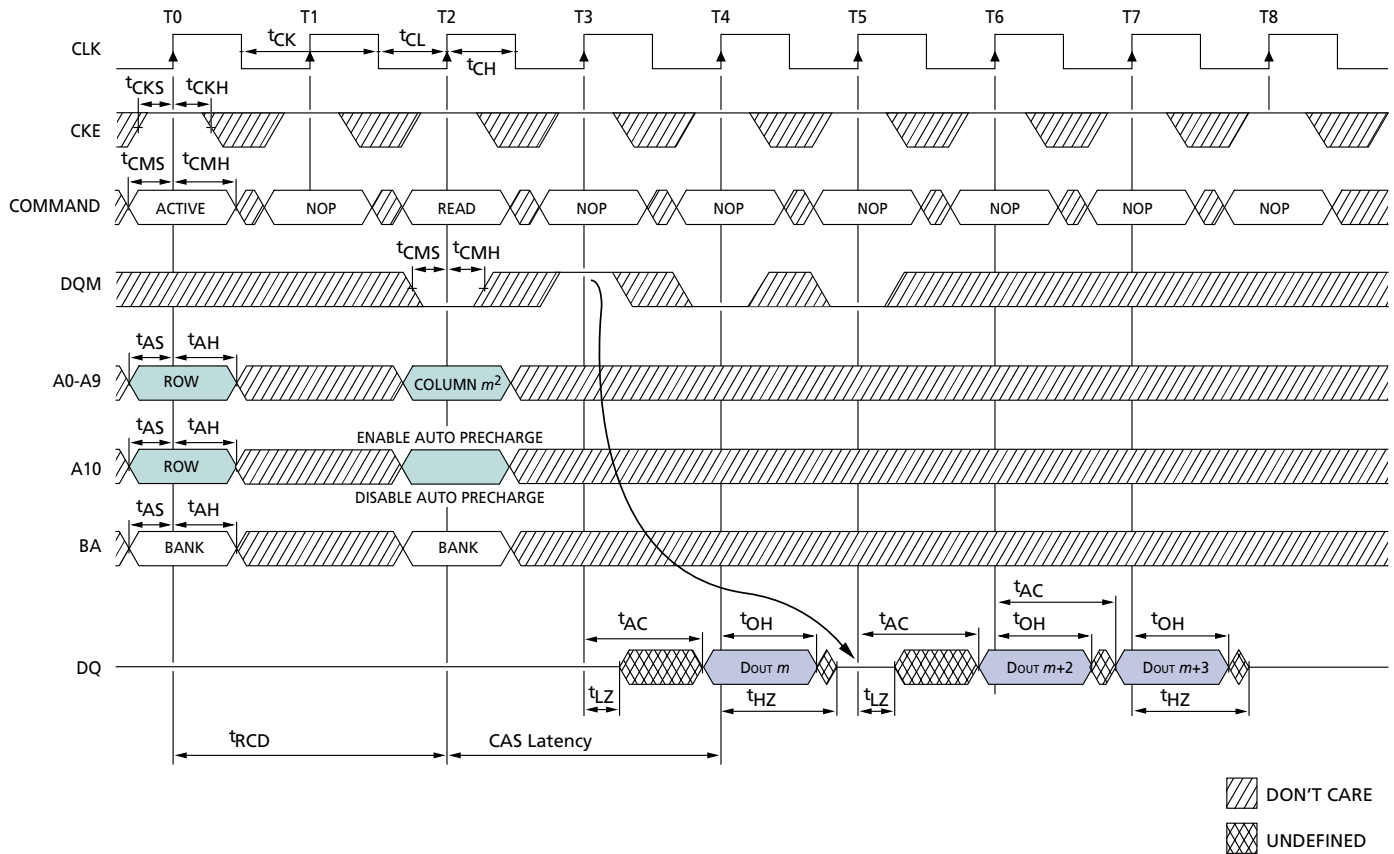 T0 T1 T2 T3 T4 T5 T6 T7 T8
CLK
tCK tCL
tCH
tCKS tCKH
CKE
tCMS tCMH
COMMAND ACTIVE NOP READ NOP NOP NOP NOP NOP NOP
tCMS tCMH
DQM
tAS tAH
A0-A9 ROW COLUMN m2
tAS tAH
ENABLE AUTO PRECHARGE
A10 ROW
DISABLE AUTO PRECHARGE
tAS tAH
BA BANK BANK
tAC
tAC tOH tAC tOH tOH
DQ DOUT m DOUT m+2 DOUT m+3
tLZ tHZ tLZ tHZ
tRCD CAS Latency
DON'T CARE
UNDEFINED